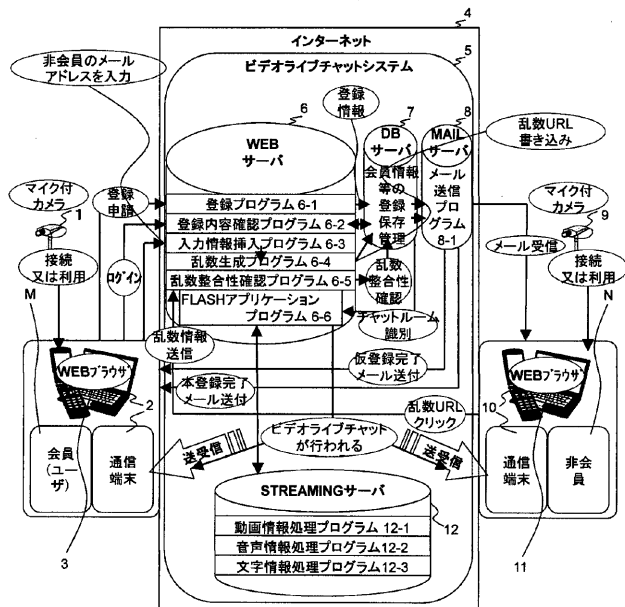 4
インターネット
5
ビデオライブチャットシステム
非会員のメール
アドレスを入力
6
登録
情報
7
8
WEB
サーバ
DB
サーバ
MAIL
サーバ
乱数URL
書き込み
会員情報
等の
登録
保存
管理
メール
送信プ
ログラム
8-1
マイク付
カメラ
1
登録
申請
登録プログラム 6-1
登録内容確認プログラム 6-2
入力情報挿入プログラム 6-3
乱数生成プログラム 6-4
乱数整合性確認プログラム 6-5
FLASHアプリケーション
プログラム 6-6
マイク付
カメラ
9
接続
又は利用
ログイン
メール受信
接続
又は利用
M
N
乱数
整合性
確認
チャットルーム
識別
乱数情報
送信
仮登録完了
メール送付
本登録完了
メール送付
WEBブラウザ
2
WEBブラウザ
10
乱数URL
クリック
会員
(ユー
ザ)
通信
端末
送受信
ビデオライブチャット
が行われる
送受信
通信
端末
非会
員
3
11
STREAMINGサーバ
12
動画情報処理プログラム 12-1
音声情報処理プログラム12-2
文字情報処理プログラム12-3